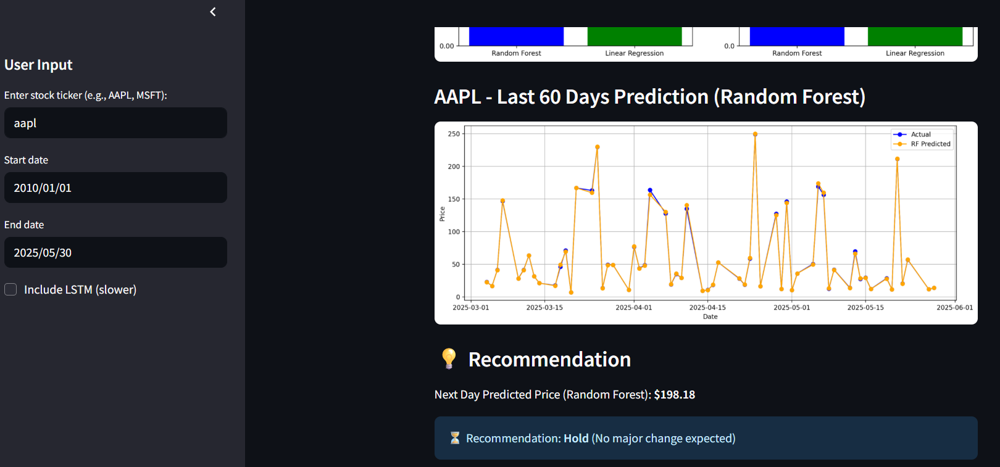 User Input
Enter stock ticker (e.g., AAPL, MSFT):
aapl
Start date
2010/01/01
End date
2025/05/30
Include LSTM (slower)
0.00
Random Forest
Linear Regression
0.0
Random Forest
Linear Regression
AAPL - Last 60 Days Prediction (Random Forest)
Actual
RF Predicted
Price
250
200
150
100
50
0
2025-03-01
2025-03-15
2025-04-01
2025-04-15
2025-05-01
2025-05-15
2025-06-01
Date
Recommendation
Next Day Predicted Price (Random Forest): $198.18
Recommendation: Hold (No major change expected)